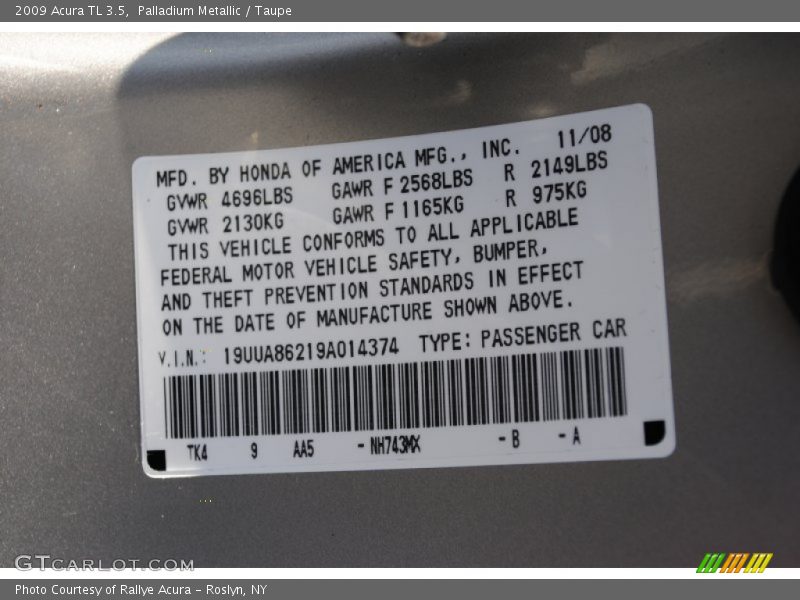 2009 Acura TL 3.5,  Palladium Metallic / Taupe
MFD. BY HONDA OF AMERICA MFG., INC. 11/08
GVWR 4696LBS GAWR F 2568LBS R 2149LBS
GVWR 2130KG GAWR F 1165KG R 975KG
THIS VEHICLE CONFORMS TO ALL APPLICABLE
FEDERAL MOTOR VEHICLE SAFETY, BUMPER,
AND THEFT PREVENTION STANDARDS IN EFFECT
ON THE DATE OF MANUFACTURE SHOWN ABOVE.
V.I.N.: 19UUA86219A014374 TYPE: PASSENGER CAR
TK4 9 AA5 -NH743MX -B -A
GTCARLOT.COM
Photo Courtesy of Rallye Acura - Roslyn, NY